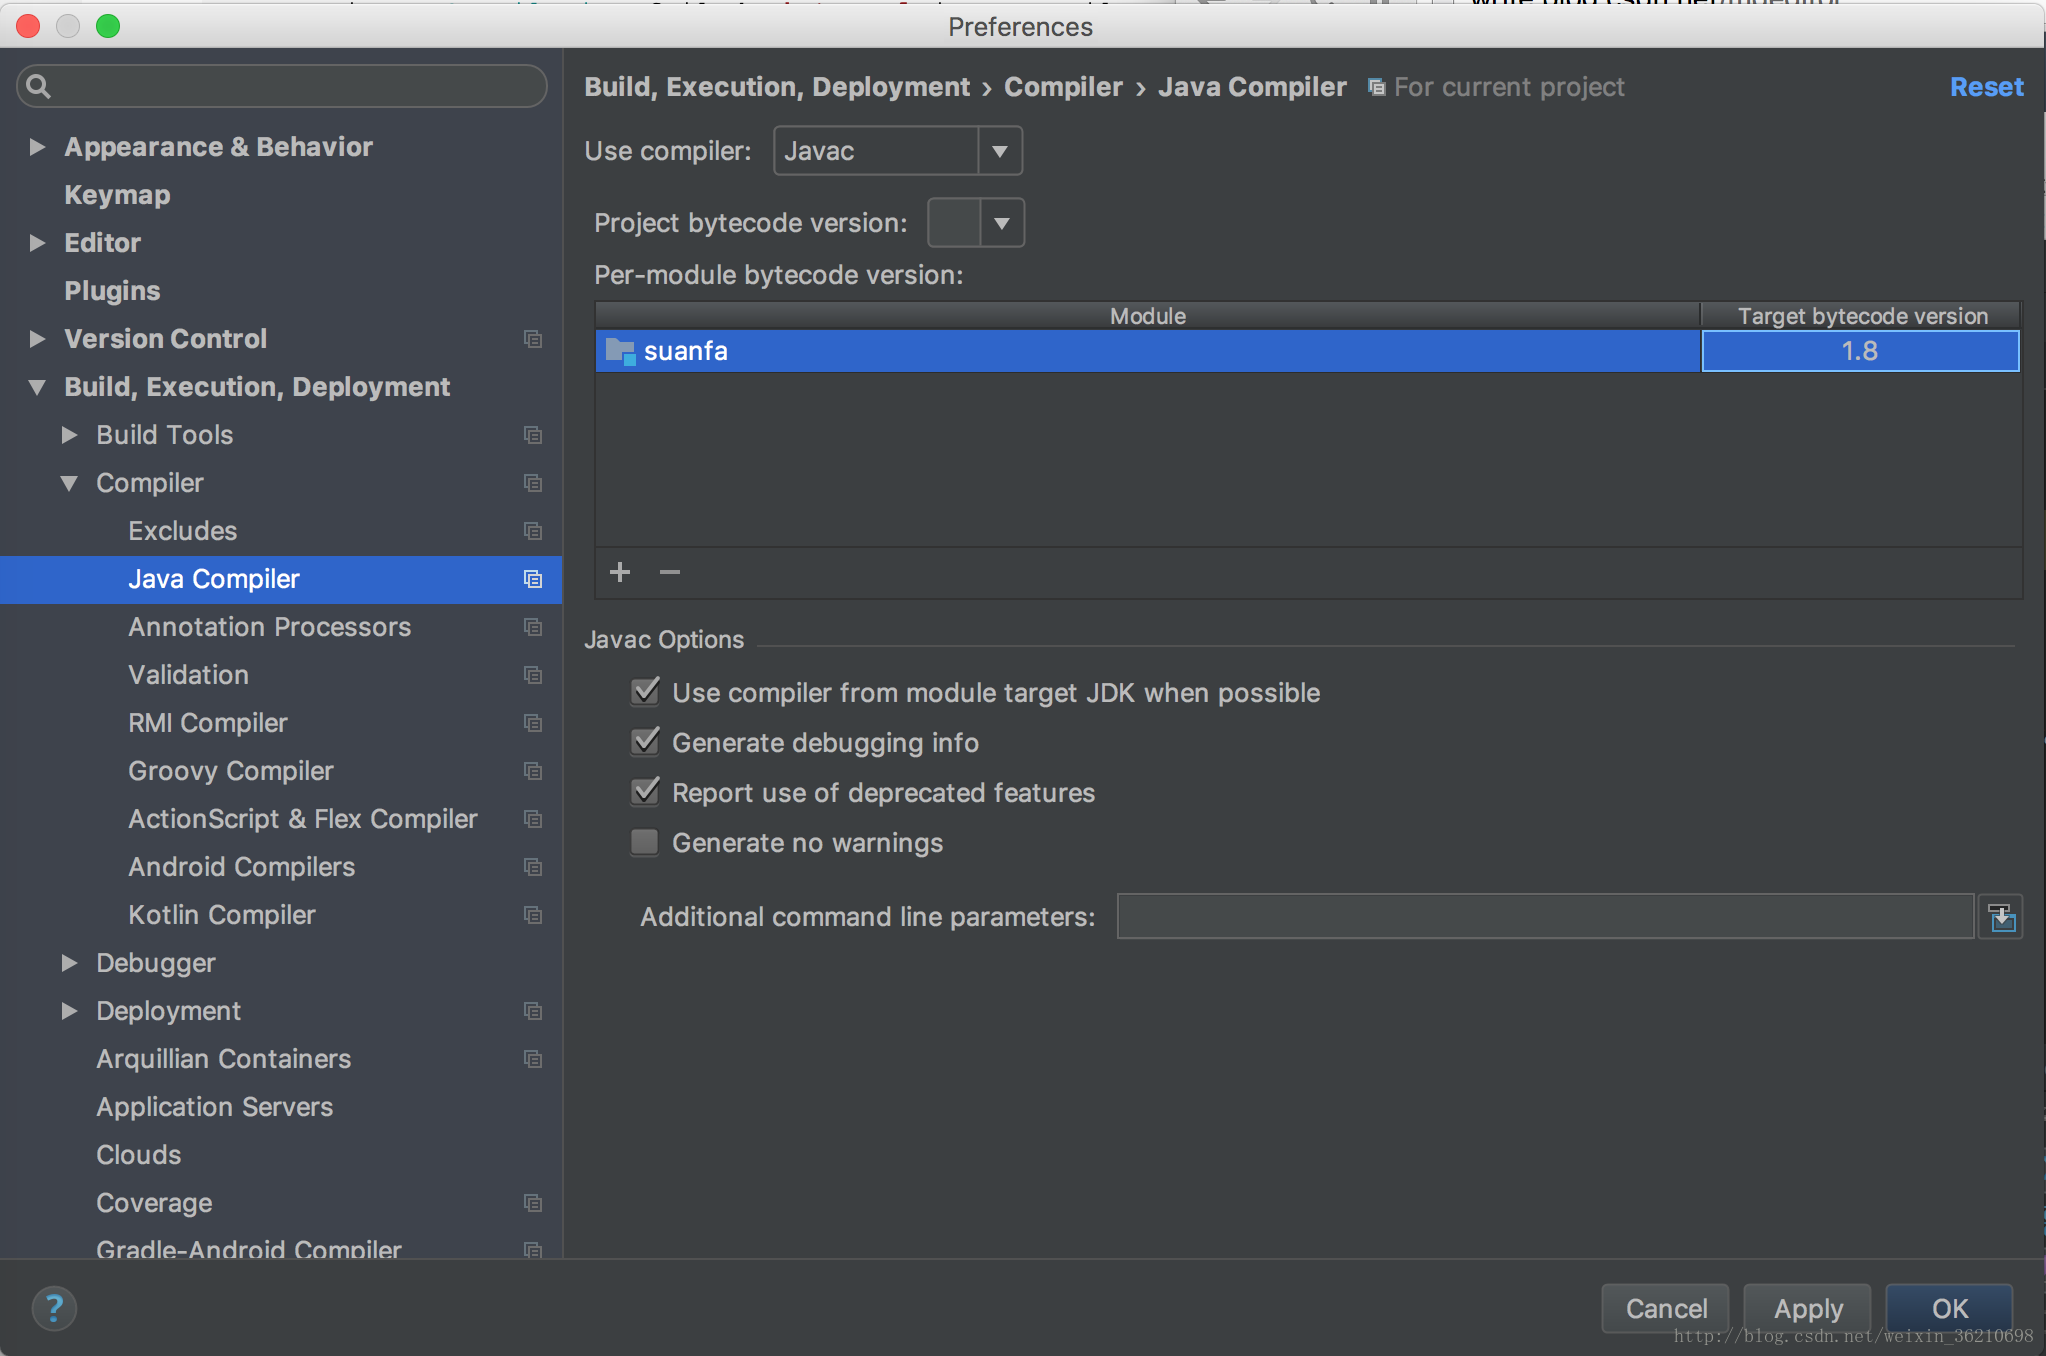 Preferences
Build, Execution, Deployment › Compiler › Java Compiler For current project Reset
Appearance & Behavior
Keymap
Editor
Plugins
Version Control
Build, Execution, Deployment
Build Tools
Compiler
Excludes
Java Compiler
Annotation Processors
Validation
RMI Compiler
Groovy Compiler
ActionScript & Flex Compiler
Android Compilers
Kotlin Compiler
Debugger
Deployment
Arquillian Containers
Application Servers
Clouds
Coverage
Gradle-Android Compiler
Use compiler: Javac
Project bytecode version:
Per-module bytecode version:
Module Target bytecode version
suanfa 1.8
Javac Options
Use compiler from module target JDK when possible
Generate debugging info
Report use of deprecated features
Generate no warnings
Additional command line parameters:
?
Cancel Apply OK
http://blog.csdn.net/weixin_36210698